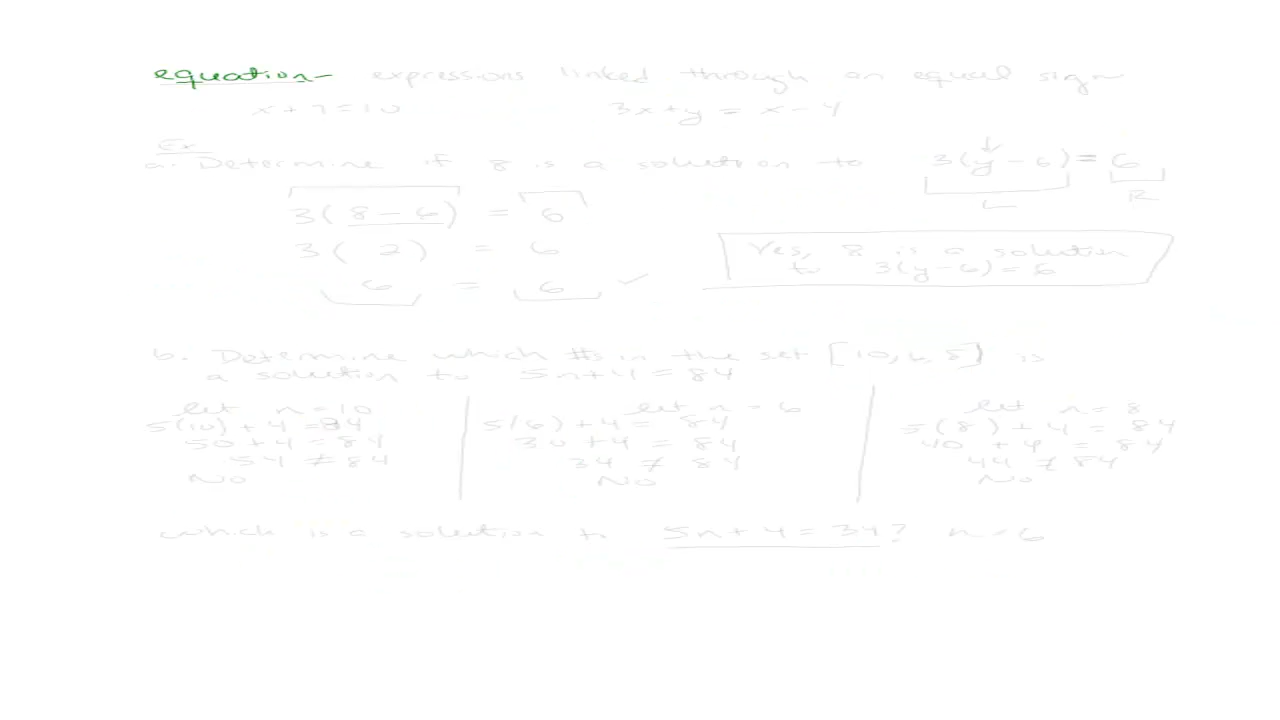 equation - expressions linked through an equal sign
x + 7 = 10 3x + y = x - 4
Ex
a. Determine if 8 is a solution to 3(y - 6) = 6
L R
3(8 - 6) = 6
3(2) = 6
6 = 6 ✓
Yes, 8 is a solution
to 3(y - 6) = 6
b. Determine which #s in the set [10, 6, 8] is
a solution to 5n + 4 = 84
let n = 10
5(10) + 4 = 84
50 + 4 = 84
54 ≠ 84
No
let n = 6
5(6) + 4 = 84
30 + 4 = 84
34 ≠ 84
No
let n = 8
5(8) + 4 = 84
40 + 4 = 84
44 ≠ 84
No
which is a solution to 5n + 4 = 34? n = 6